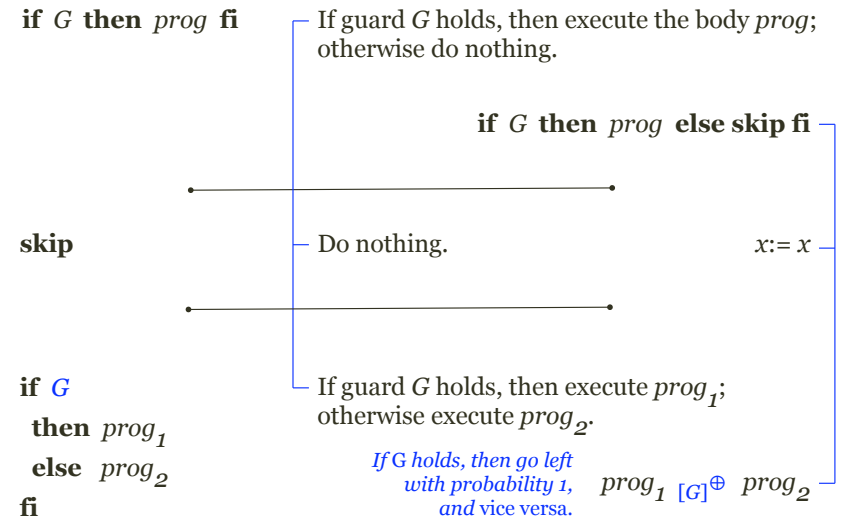 if G then prog fi
If guard G holds, then execute the body prog;
otherwise do nothing.
if G then prog else skip fi
skip
Do nothing.
x:= x
if G
then prog₁
else prog₂
fi
If guard G holds, then execute prog₁;
otherwise execute prog₂.
If G holds, then go left
with probability 1,
and vice versa.
prog₁ [G]⊕ prog₂